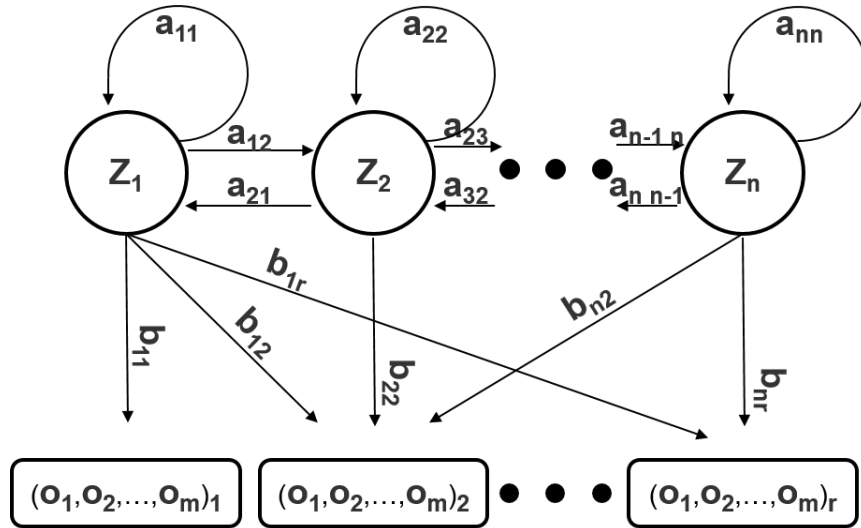 a₁₁ a₂₂ aₙₙ
a₁₂ a₂₃ aₙ₋₁ ₙ
Z₁ Z₂ Zₙ
a₂₁ a₃₂ aₙ ₙ₋₁
b₁ᵣ bₙ₂
b₁₁ b₁₂ b₂₂ bₙᵣ
(o₁,o₂,...,oₘ)₁ (o₁,o₂,...,oₘ)₂ (o₁,o₂,...,oₘ)ᵣ